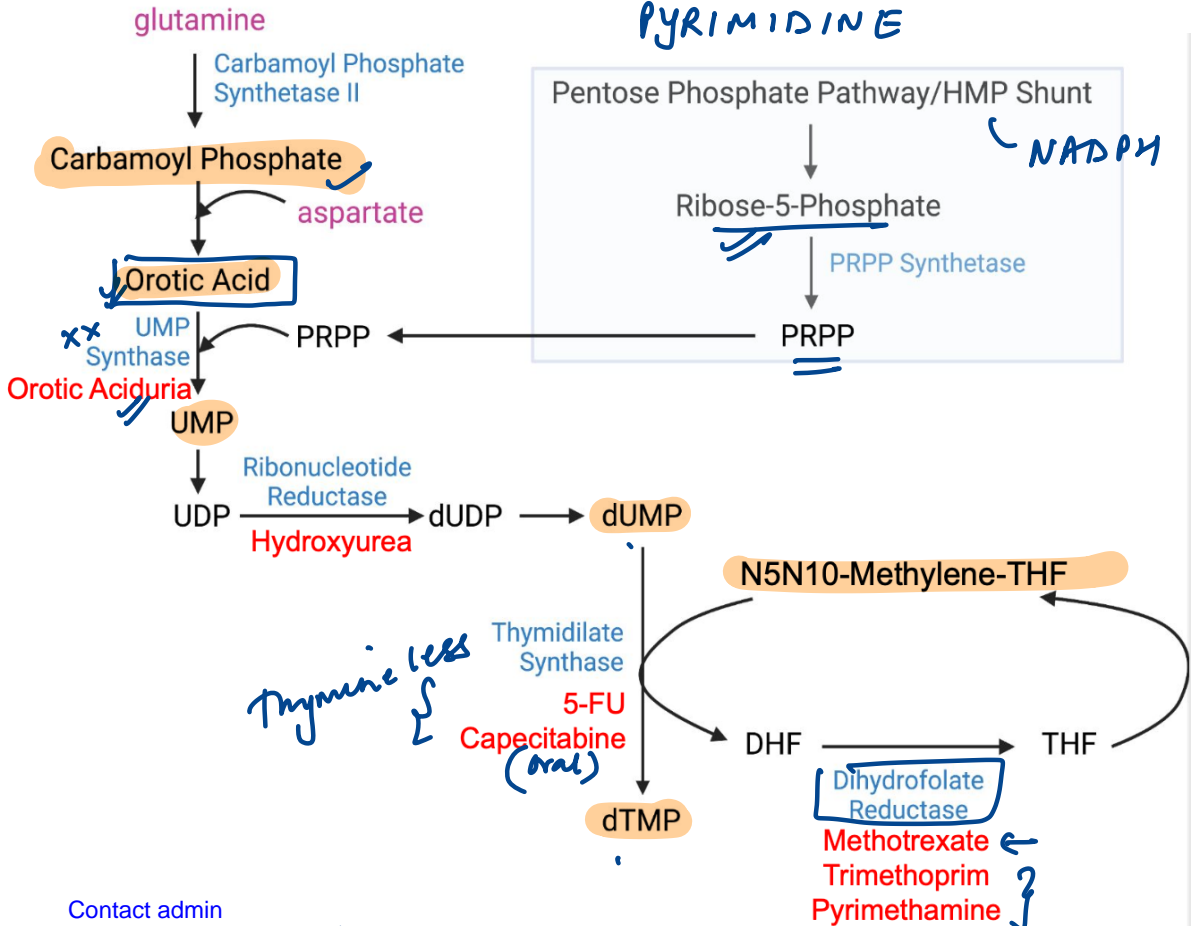 glutamine
PYRIMIDINE
Carbamoyl Phosphate
Synthetase II
Pentose Phosphate Pathway/HMP Shunt
NADPH
Carbamoyl Phosphate
aspartate
Ribose-5-Phosphate
PRPP Synthetase
Orotic Acid
xx
UMP
Synthase
PRPP
PRPP
Orotic Aciduria
UMP
Ribonucleotide
Reductase
UDP
dUDP
dUMP
Hydroxyurea
N5N10-Methylene-THF
Thymidilate
Synthase
Thymine less
5-FU
Capecitabine
(oral)
DHF
THF
Dihydrofolate
Reductase
dTMP
Methotrexate
Trimethoprim
Pyrimethamine
Contact admin